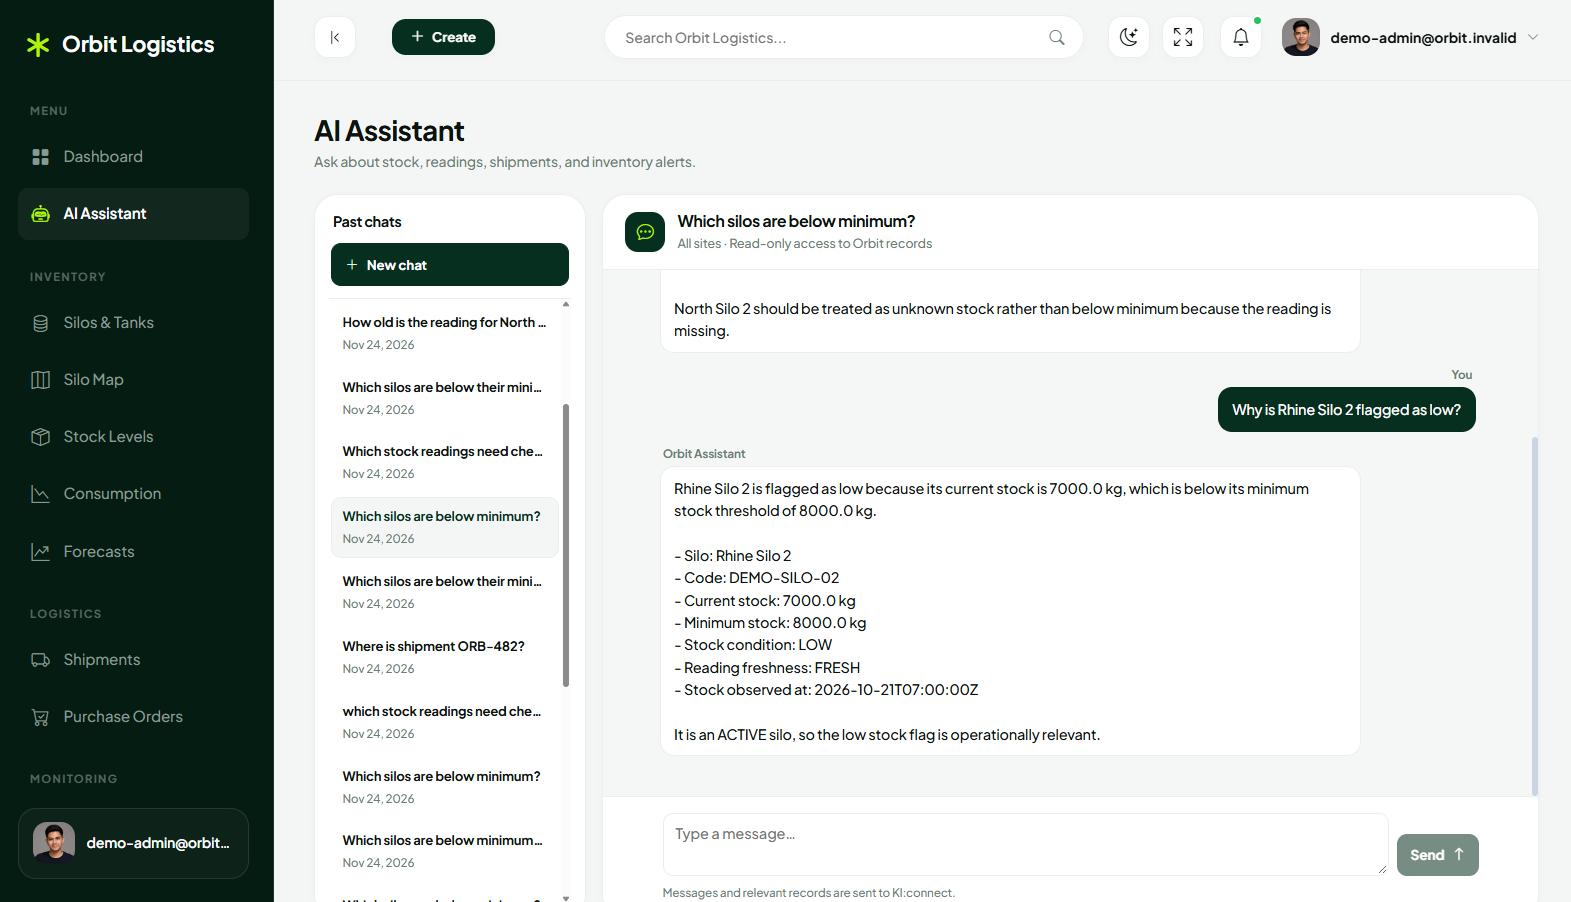 Orbit Logistics
Create
Search Orbit Logistics...
demo-admin@orbit.invalid
MENU
Dashboard
AI Assistant
INVENTORY
Silos & Tanks
Silo Map
Stock Levels
Consumption
Forecasts
LOGISTICS
Shipments
Purchase Orders
MONITORING
demo-admin@orbit...
AI Assistant
Ask about stock, readings, shipments, and inventory alerts.
Past chats
+ New chat
How old is the reading for North ...
Nov 24, 2026
Which silos are below their mini...
Nov 24, 2026
Which stock readings need che...
Nov 24, 2026
Which silos are below minimum?
Nov 24, 2026
Which silos are below their mini...
Nov 24, 2026
Where is shipment ORB-482?
Nov 24, 2026
which stock readings need che...
Nov 24, 2026
Which silos are below minimum?
Nov 24, 2026
Which silos are below minimum...
Nov 24, 2026
Which silos are below minimum?
All sites · Read-only access to Orbit records
North Silo 2 should be treated as unknown stock rather than below minimum because the reading is
missing.
You
Why is Rhine Silo 2 flagged as low?
Orbit Assistant
Rhine Silo 2 is flagged as low because its current stock is 7000.0 kg, which is below its minimum
stock threshold of 8000.0 kg.
- Silo: Rhine Silo 2
- Code: DEMO-SILO-02
- Current stock: 7000.0 kg
- Minimum stock: 8000.0 kg
- Stock condition: LOW
- Reading freshness: FRESH
- Stock observed at: 2026-10-21T07:00:00Z
It is an ACTIVE silo, so the low stock flag is operationally relevant.
Type a message...
Send ↑
Messages and relevant records are sent to KI:connect.